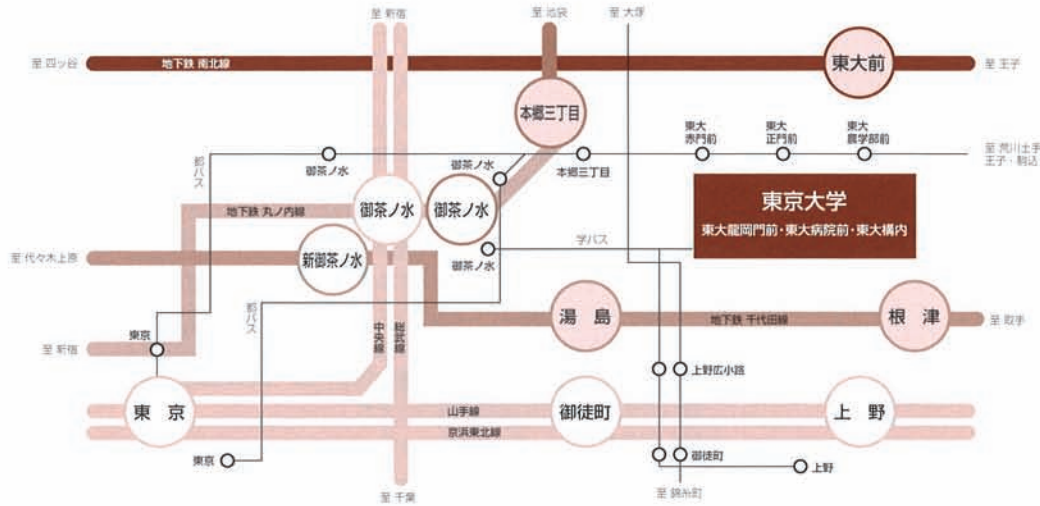 至 新宿
至 池袋
至 大塚
至 四ッ谷
地下鉄 南北線
東大前
至 王子
本郷三丁目
東大
赤門前
東大
正門前
東大
農学部前
至 荒川土手
王子・駒込
都バス
御茶ノ水
御茶ノ水
本郷三丁目
東京大学
東大龍岡門前・東大病院前・東大構内
地下鉄 丸ノ内線
御茶ノ水
御茶ノ水
学バス
至 代々木上原
新御茶ノ水
御茶ノ水
都バス
中央線
総武線
湯島
地下鉄 千代田線
根津
至 取手
東京
至 新宿
上野広小路
東京
山手線
御徒町
上野
京浜東北線
東京
御徒町
上野
至 千葉
至 錦糸町